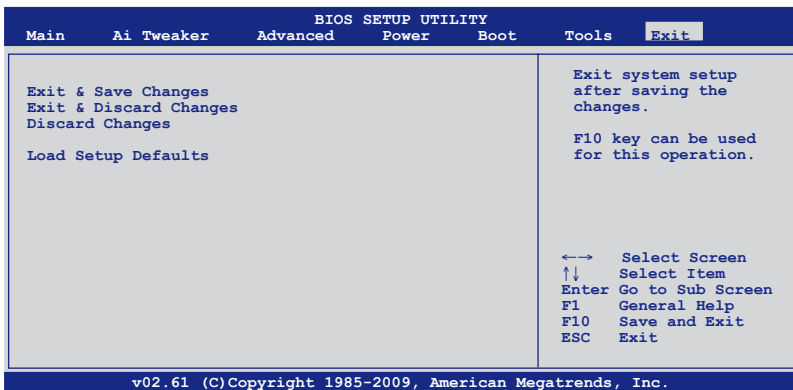 BIOS SETUP UTILITY
Main Ai Tweaker Advanced Power Boot Tools Exit
Exit & Save Changes
Exit & Discard Changes
Discard Changes
Load Setup Defaults
Exit system setup
after saving the
changes.
F10 key can be used
for this operation.
←→ Select Screen
↑↓ Select Item
Enter Go to Sub Screen
F1 General Help
F10 Save and Exit
ESC Exit
v02.61 (C)Copyright 1985-2009, American Megatrends, Inc.